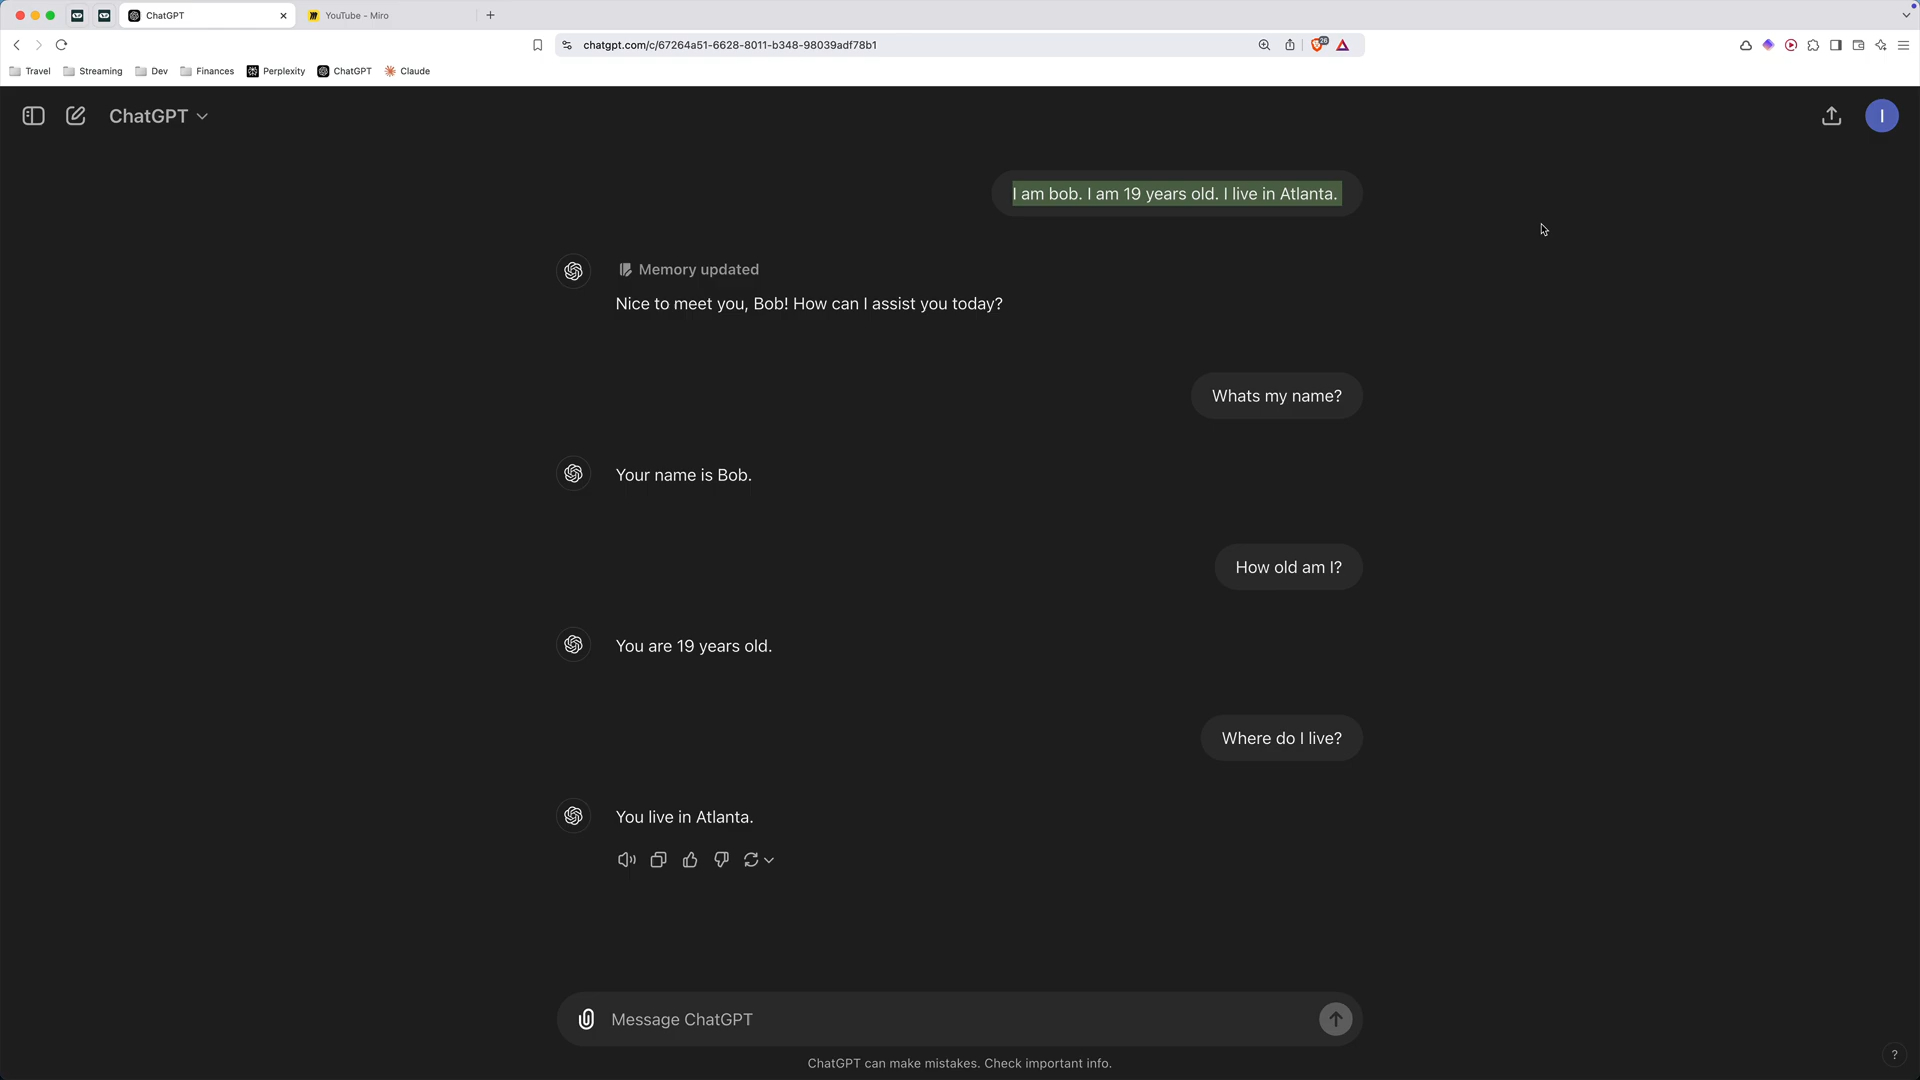 ChatGPT
YouTube - Miro
chatgpt.com/c/67264a51-6628-8011-b348-98039adf78b1
26
Travel
Streaming
Dev
Finances
Perplexity
ChatGPT
Claude
ChatGPT
I
I am bob. I am 19 years old. I live in Atlanta.
Memory updated
Nice to meet you, Bob! How can I assist you today?
Whats my name?
Your name is Bob.
How old am I?
You are 19 years old.
Where do I live?
You live in Atlanta.
Message ChatGPT
ChatGPT can make mistakes. Check important info.
?